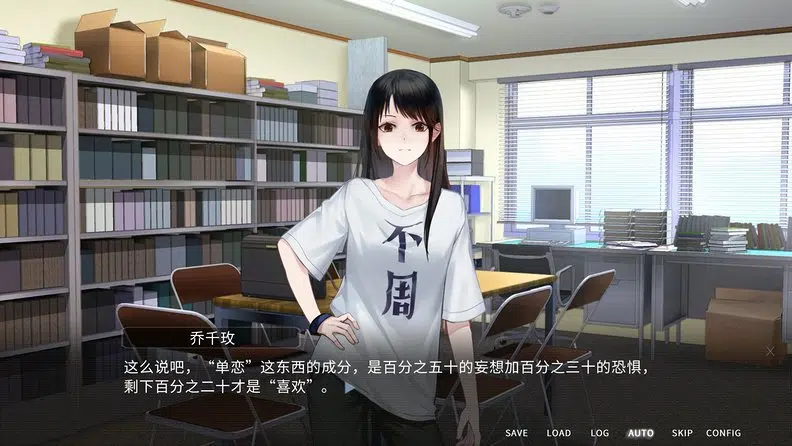 不
周
乔千玫
这么说吧，“单恋”这东西的成分，是百分之五十的妄想加百分之三十的恐惧，
剩下百分之二十才是“喜欢”。
SAVE LOAD LOG AUTO SKIP CONFIG